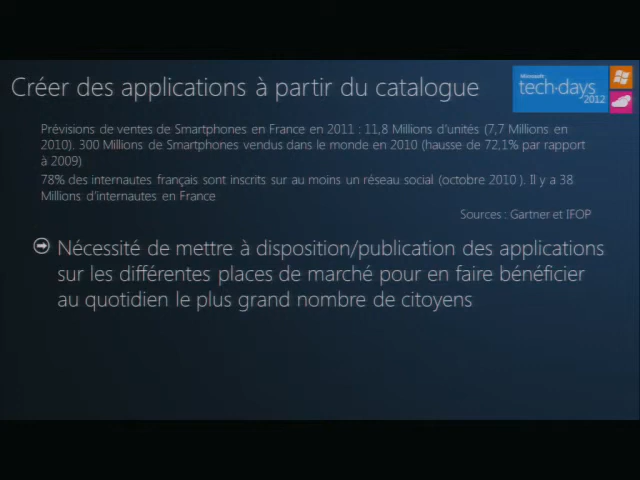 Créer des applications à partir du catalogue
Microsoft
tech·days
2012
Prévisions de ventes de Smartphones en France en 2011 : 11,8 Millions d'unités (7,7 Millions en
2010). 300 Millions de Smartphones vendus dans le monde en 2010 (hausse de 72,1% par rapport
à 2009)
78% des internautes français sont inscrits sur au moins un réseau social (octobre 2010 ). Il y a 38
Millions d'internautes en France
Sources : Gartner et IFOP
Nécessité de mettre à disposition/publication des applications
sur les différentes places de marché pour en faire bénéficier
au quotidien le plus grand nombre de citoyens